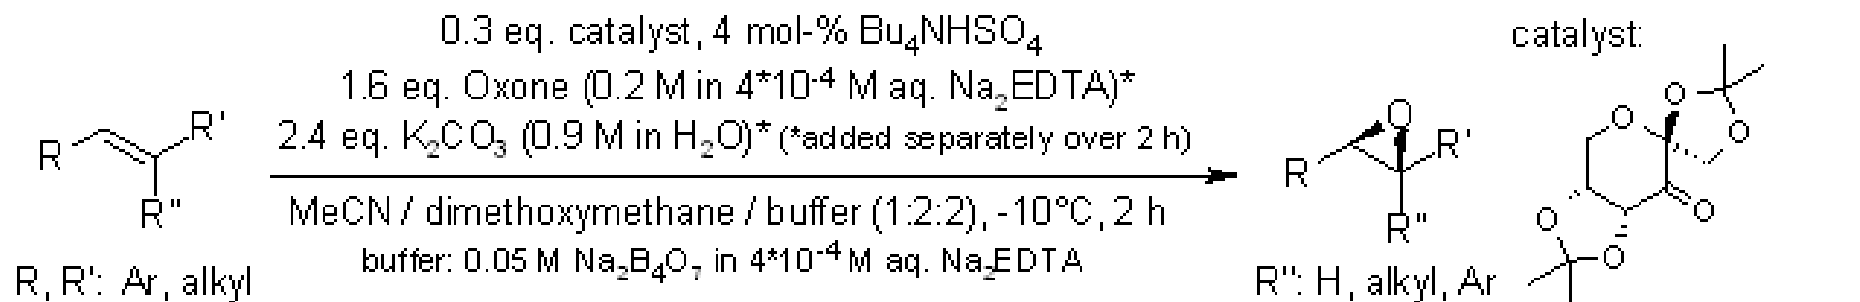 0.3 eq. catalyst, 4 mol-% Bu₄NHSO₄
catalyst:
1.6 eq. Oxone (0.2 M in 4*10⁻⁴ M aq. Na₂EDTA)*
2.4 eq. K₂CO₃ (0.9 M in H₂O)* (*added separately over 2 h)
MeCN / dimethoxymethane / buffer (1:2:2), -10°C, 2 h
buffer: 0.05 M Na₂B₄O₇ in 4*10⁻⁴ M aq. Na₂EDTA
R
R'
R"
R, R': Ar, alkyl
O
R
R'
R"
R": H, alkyl, Ar
O
O
O
O
O
O